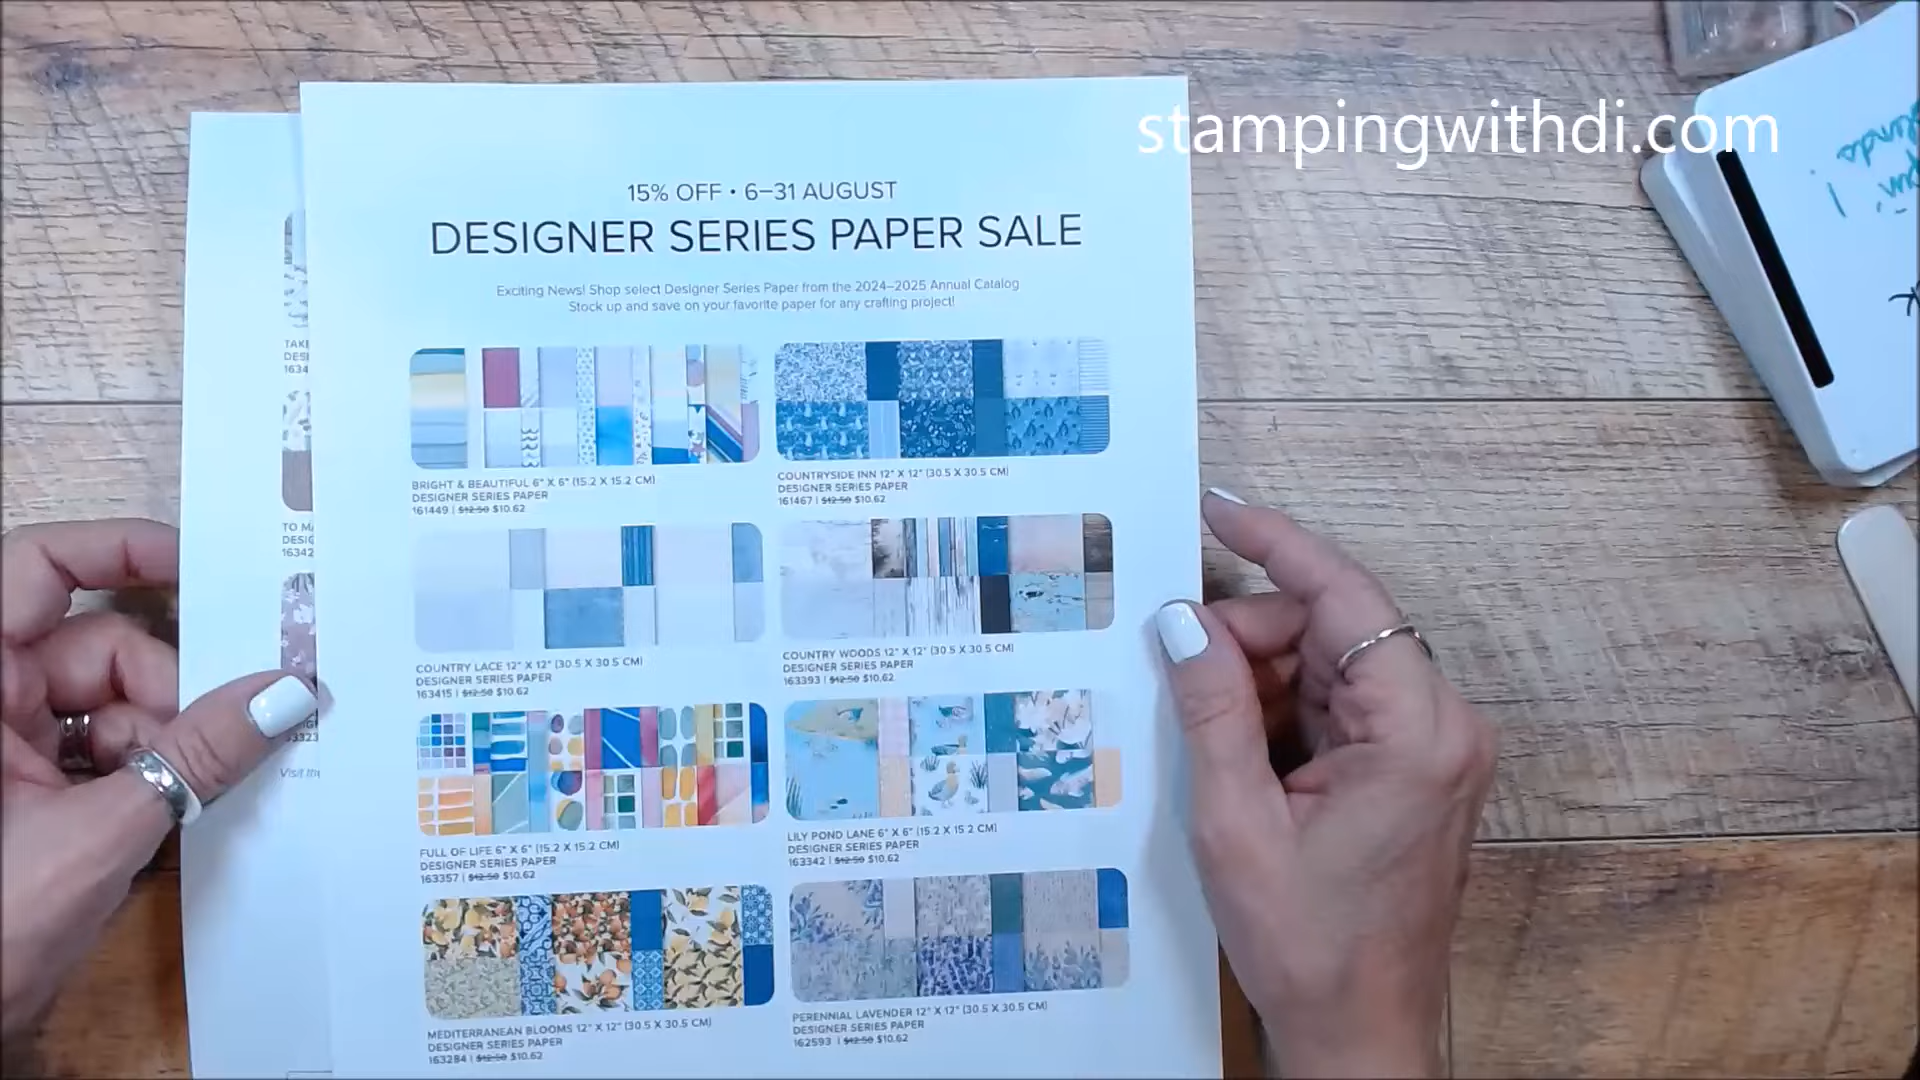 stampingwithdi.com
15% OFF • 6–31 AUGUST
DESIGNER SERIES PAPER SALE
Exciting News! Shop select Designer Series Paper from the 2024–2025 Annual Catalog
Stock up and save on your favorite paper for any crafting project!
BRIGHT & BEAUTIFUL 6" X 6" (15.2 X 15.2 CM)
DESIGNER SERIES PAPER
161449 | $12.50 $10.62
COUNTRYSIDE INN 12" X 12" (30.5 X 30.5 CM)
DESIGNER SERIES PAPER
161467 | $12.50 $10.62
COUNTRY LACE 12" X 12" (30.5 X 30.5 CM)
DESIGNER SERIES PAPER
163415 | $12.50 $10.62
COUNTRY WOODS 12" X 12" (30.5 X 30.5 CM)
DESIGNER SERIES PAPER
163393 | $12.50 $10.62
FULL OF LIFE 6" X 6" (15.2 X 15.2 CM)
DESIGNER SERIES PAPER
163357 | $12.50 $10.62
LILY POND LANE 6" X 6" (15.2 X 15.2 CM)
DESIGNER SERIES PAPER
163342 | $12.50 $10.62
MEDITERRANEAN BLOOMS 12" X 12" (30.5 X 30.5 CM)
DESIGNER SERIES PAPER
163284 | $12.50 $10.62
PERENNIAL LAVENDER 12" X 12" (30.5 X 30.5 CM)
DESIGNER SERIES PAPER
162593 | $12.50 $10.62
TAKE
TO
Visit